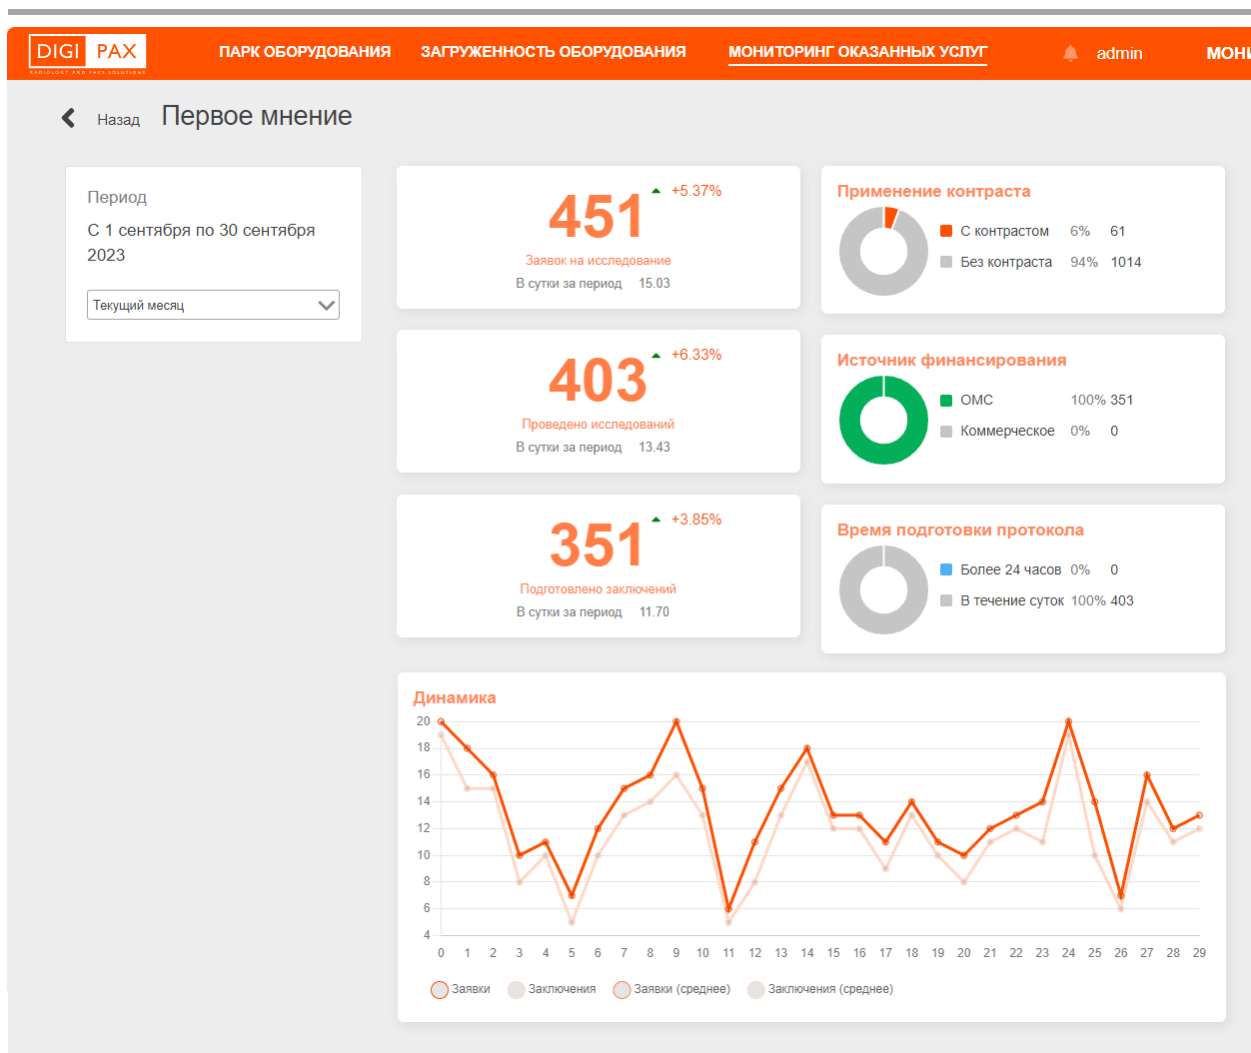 DIGI PAX
RADIOLOGY AND PACS SOLUTIONS
ПАРК ОБОРУДОВАНИЯ
ЗАГРУЖЕННОСТЬ ОБОРУДОВАНИЯ
МОНИТОРИНГ ОКАЗАННЫХ УСЛУГ
admin
МОНИ
Назад
Первое мнение
Период
С 1 сентября по 30 сентября
2023
Текущий месяц
451
+5.37%
Заявок на исследование
В сутки за период 15.03
403
+6.33%
Проведено исследований
В сутки за период 13.43
351
+3.85%
Подготовлено заключений
В сутки за период 11.70
Применение контраста
С контрастом 6% 61
Без контраста 94% 1014
Источник финансирования
ОМС 100% 351
Коммерческое 0% 0
Время подготовки протокола
Более 24 часов 0% 0
В течение суток 100% 403
Динамика
20
18
16
14
12
10
8
6
4
0 1 2 3 4 5 6 7 8 9 10 11 12 13 14 15 16 17 18 19 20 21 22 23 24 25 26 27 28 29
Заявки Заключения Заявки (среднее) Заключения (среднее)